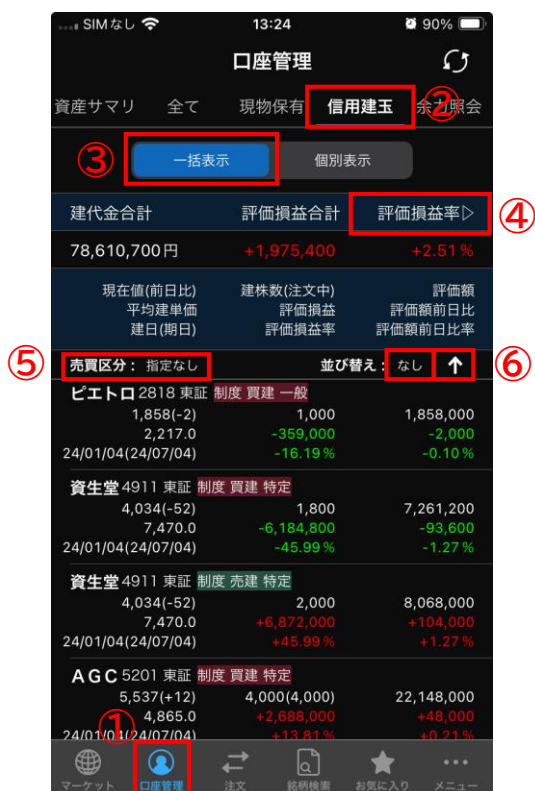 SIMなし 13:24 90%
口座管理
資産サマリ 全て 現物保有 信用建玉 ② 余力照会
③ 一括表示 個別表示
建代金合計 評価損益合計 評価損益率▷ ④
78,610,700円 +1,975,400 +2.51%
現在値(前日比) 建株数(注文中) 評価額
平均建単価 評価損益 評価額前日比
建日(期日) 評価損益率 評価額前日比率
⑤ 売買区分： 指定なし 並び替え： なし ↑ ⑥
ピエトロ 2818 東証 制度 買建 一般
1,858(-2) 1,000 1,858,000
2,217.0 -359,000 -2,000
24/01/04(24/07/04) -16.19% -0.10%
資生堂 4911 東証 制度 買建 特定
4,034(-52) 1,800 7,261,200
7,470.0 -6,184,800 -93,600
24/01/04(24/07/04) -45.99% -1.27%
資生堂 4911 東証 制度 売建 特定
4,034(-52) 2,000 8,068,000
7,470.0 +6,872,000 +104,000
24/01/04(24/07/04) +45.99% +1.27%
ＡＧＣ 5201 東証 制度 買建 特定
5,537(+12) 4,000(4,000) 22,148,000
① 4,865.0 +2,688,000 +48,000
24/01/04(24/07/04) +13.81% +0.21%
マーケット 口座管理 注文 銘柄検索 お気に入り メニュー